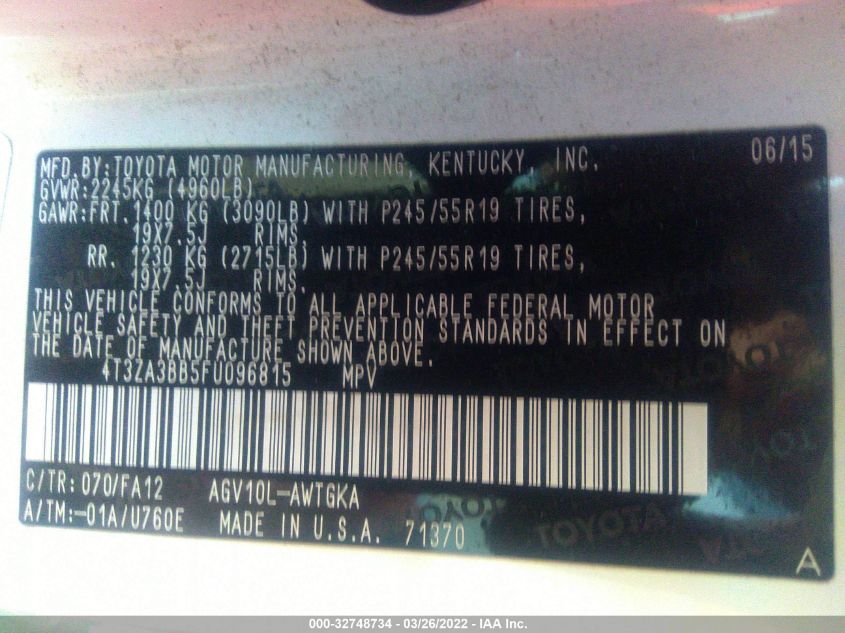 MFD.BY:TOYOTA MOTOR MANUFACTURING, KENTUCKY, INC. 06/15
GVWR:2245KG (4960LB)
GAWR:FRT.1400 KG (3090LB) WITH P245/55R19 TIRES,
19X7.5J RIMS,
RR. 1230 KG (2715LB) WITH P245/55R19 TIRES,
19X7.5J RIMS.
THIS VEHICLE CONFORMS TO ALL APPLICABLE FEDERAL MOTOR
VEHICLE SAFETY AND THEFT PREVENTION STANDARDS IN EFFECT ON
THE DATE OF MANUFACTURE SHOWN ABOVE.
4T3ZA3BB5FU096815 MPV
C/TR: 070/FA12 AGV10L-AWTGKA
A/TM:-01A/U760E MADE IN U.S.A. 71370
A
TOYOTA
000-32748734 - 03/26/2022 - IAA Inc.